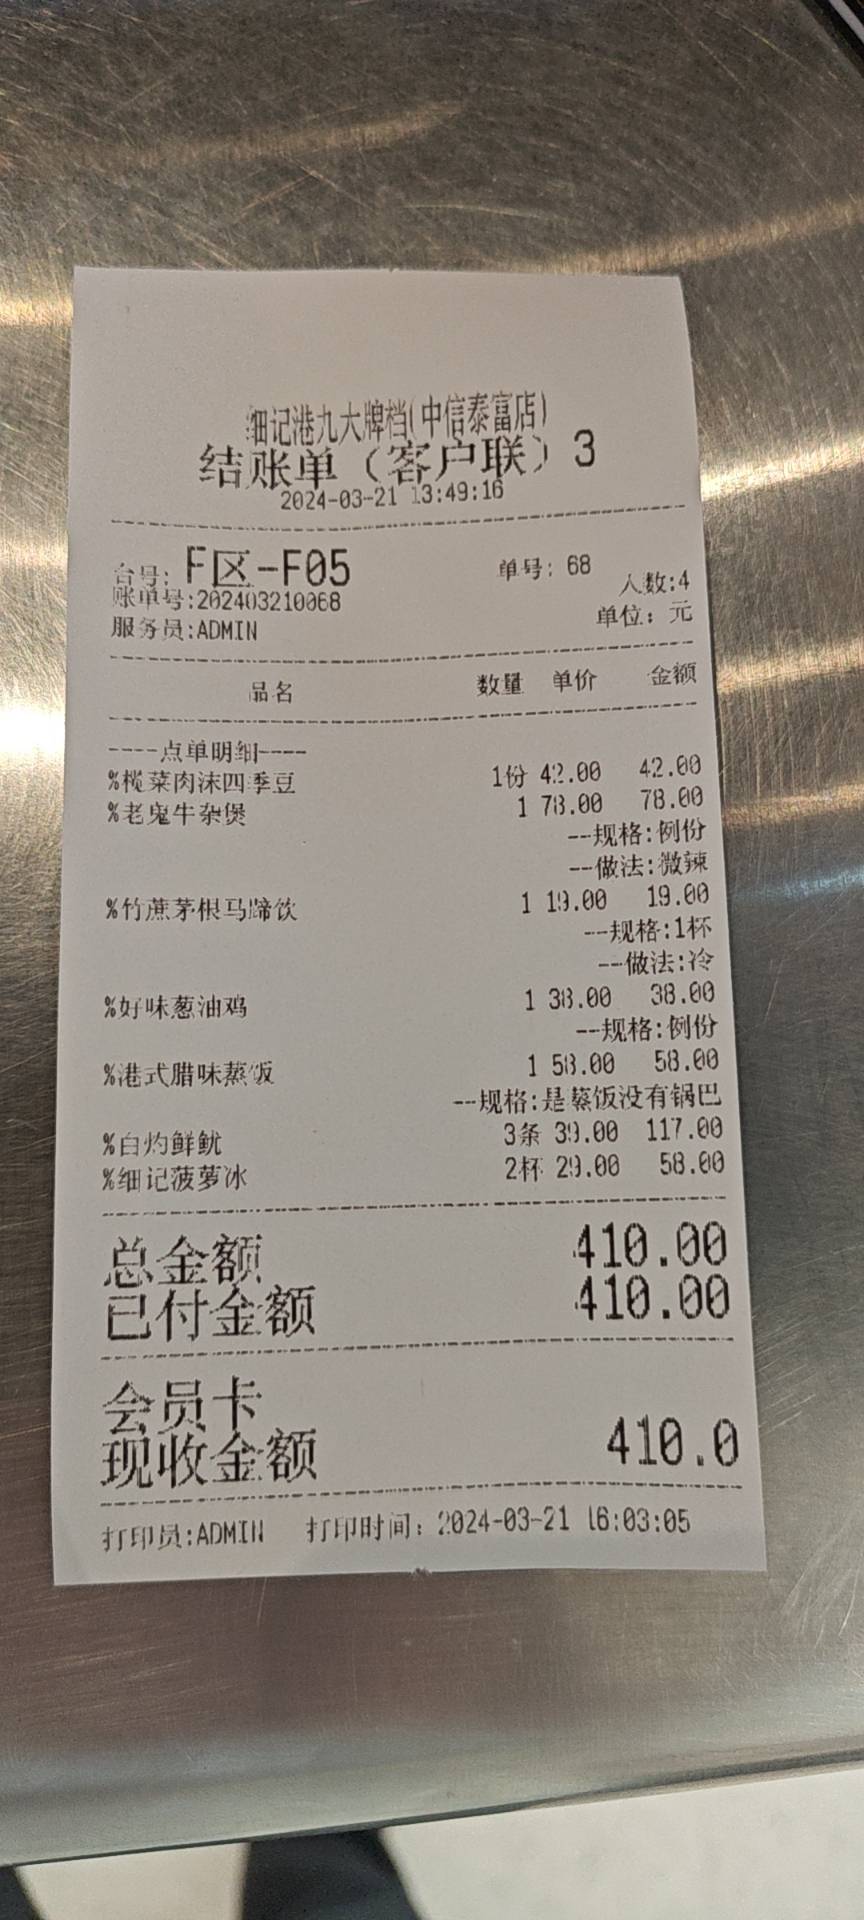 细记港九大牌档(中信泰富店)
结账单（客户联）3
2024-03-21 13:49:16
台号: F区-F05 单号: 68
人数:4
账单号:202403210068
单位: 元
服务员:ADMIN
品名 数量 单价 金额
----点单明细----
%榄菜肉沫四季豆 1份 42.00 42.00
%老鬼牛杂煲 1 78.00 78.00
--规格:例份
--做法:微辣
%竹蔗茅根马蹄饮 1 19.00 19.00
--规格:1杯
--做法:冷
%好味葱油鸡 1 38.00 38.00
--规格:例份
%港式腊味蒸饭 1 58.00 58.00
--规格:是蒸饭没有锅巴
%白灼鲜鱿 3条 39.00 117.00
%细记菠萝冰 2杯 29.00 58.00
总金额 410.00
已付金额 410.00
会员卡
现收金额 410.0
打印员:ADMIN 打印时间: 2024-03-21 16:03:05